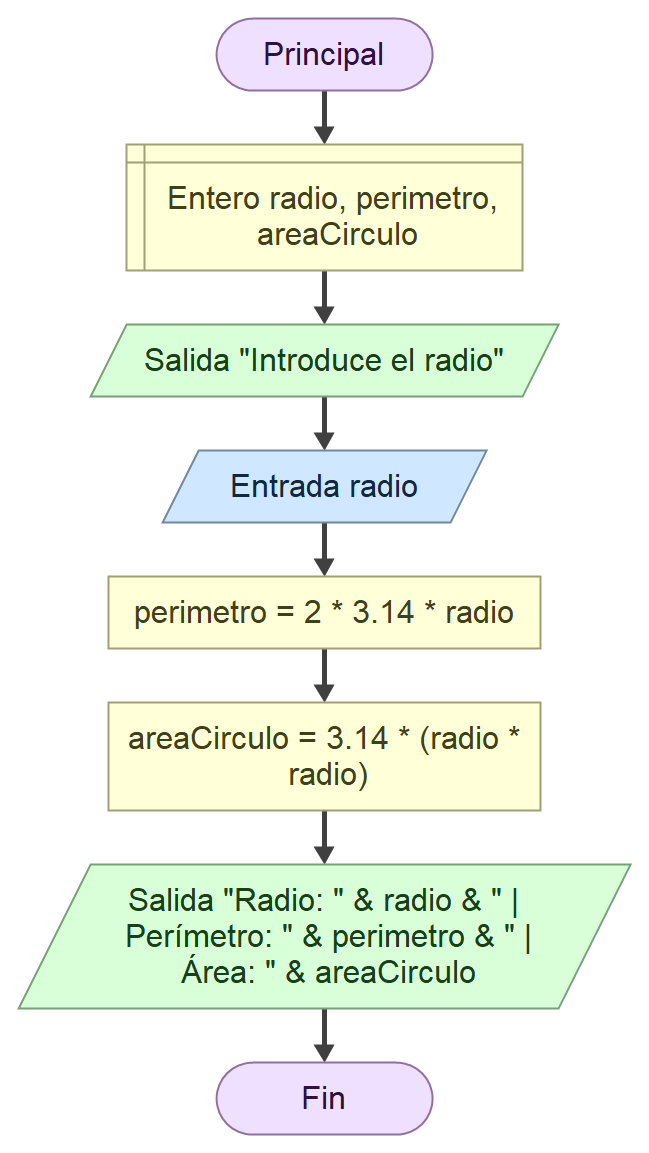 Principal
Entero radio, perimetro,
areaCirculo
Salida "Introduce el radio"
Entrada radio
perimetro = 2 * 3.14 * radio
areaCirculo = 3.14 * (radio *
radio)
Salida "Radio: " & radio & " |
Perímetro: " & perimetro & " |
Área: " & areaCirculo
Fin